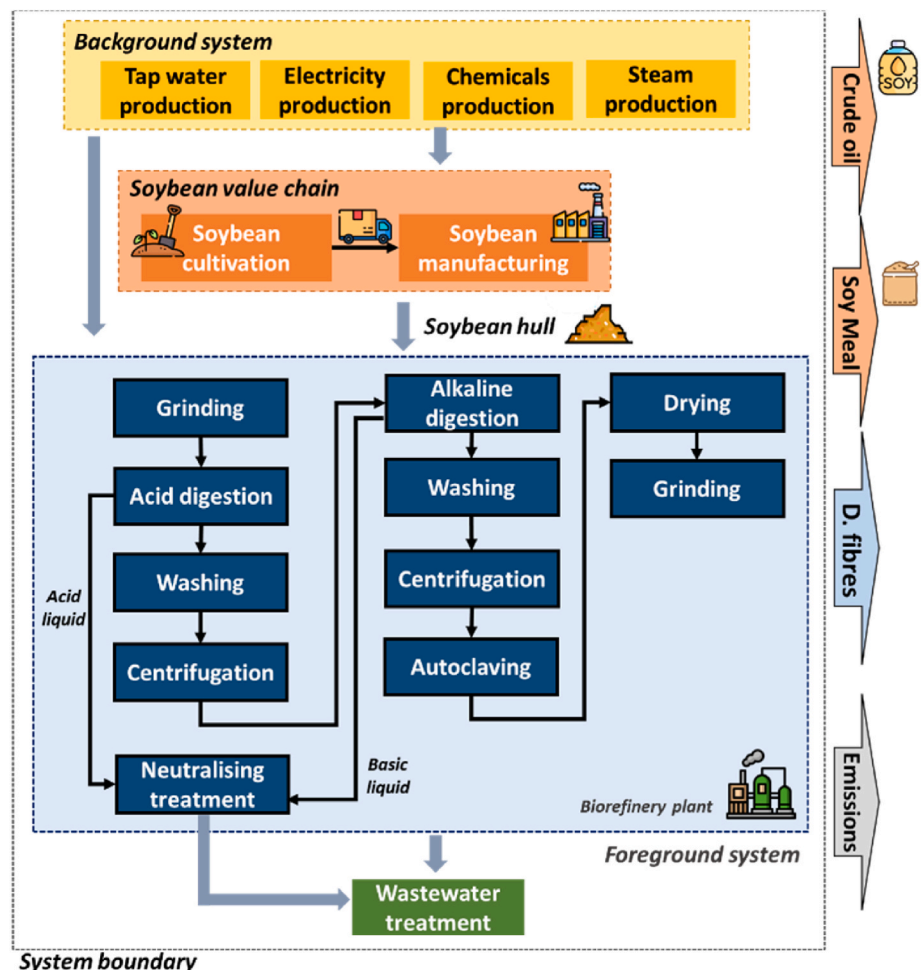 Background system
Tap water
production
Electricity
production
Chemicals
production
Steam
production
Soybean value chain
Soybean
cultivation
Soybean
manufacturing
Soybean hull
Grinding
Acid digestion
Washing
Centrifugation
Neutralising
treatment
Acid
liquid
Alkaline
digestion
Washing
Centrifugation
Autoclaving
Basic
liquid
Drying
Grinding
Biorefinery plant
Foreground system
Wastewater
treatment
System boundary
Crude oil
SOY
Soy Meal
D. fibres
Emissions